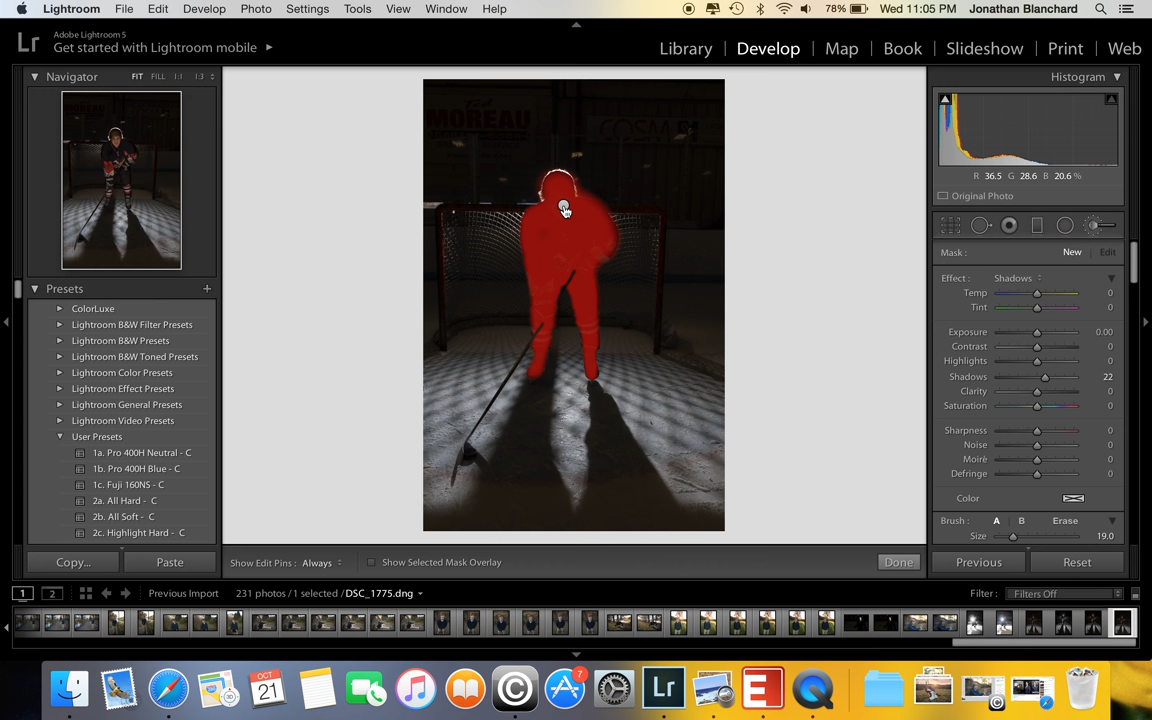 Lightroom File Edit Develop Photo Settings Tools View Window Help 78% Wed 11:05 PM Jonathan Blanchard
Lr Adobe Lightroom 5
Get started with Lightroom mobile
Library | Develop | Map | Book | Slideshow | Print | Web
Navigator FIT FILL 1:1 1:3
Histogram
MOREAU
R 36.5 G 28.6 B 20.6 %
Original Photo
Mask : New Edit
Effect : Shadows
Temp 0
Tint 0
Exposure 0.00
Contrast 0
Highlights 0
Shadows 22
Clarity 0
Saturation 0
Sharpness 0
Noise 0
Moiré 0
Defringe 0
Color
Brush : A B Erase
Size 19.0
Presets +
ColorLuxe
Lightroom B&W Filter Presets
Lightroom B&W Presets
Lightroom B&W Toned Presets
Lightroom Color Presets
Lightroom Effect Presets
Lightroom General Presets
Lightroom Video Presets
User Presets
1a. Pro 400H Neutral - C
1b. Pro 400H Blue - C
1c. Fuji 160NS - C
2a. All Hard - C
2b. All Soft - C
2c. Highlight Hard - C
Copy... Paste
Show Edit Pins : Always Show Selected Mask Overlay Done
Previous Reset
1 2 Previous Import 231 photos / 1 selected / DSC_1775.dng Filter : Filters Off
OCT
21
7
Lr